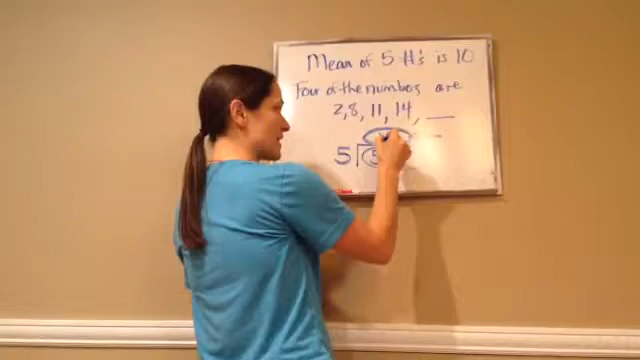 Mean of 5 #'s is 10
Four of the numbers are
2, 8, 11, 14, ___
5